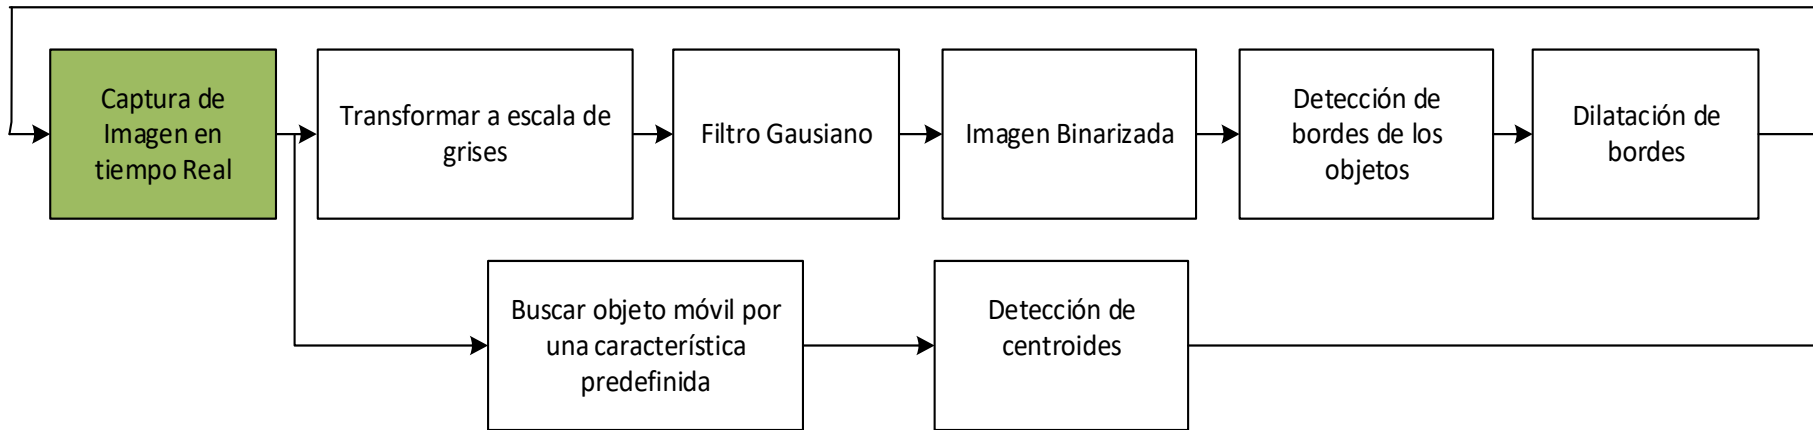 Captura de
Imagen en
tiempo Real
Transformar a escala de
grises
Filtro Gausiano
Imagen Binarizada
Detección de
bordes de los
objetos
Dilatación de
bordes
Buscar objeto móvil por
una característica
predefinida
Detección de
centroides